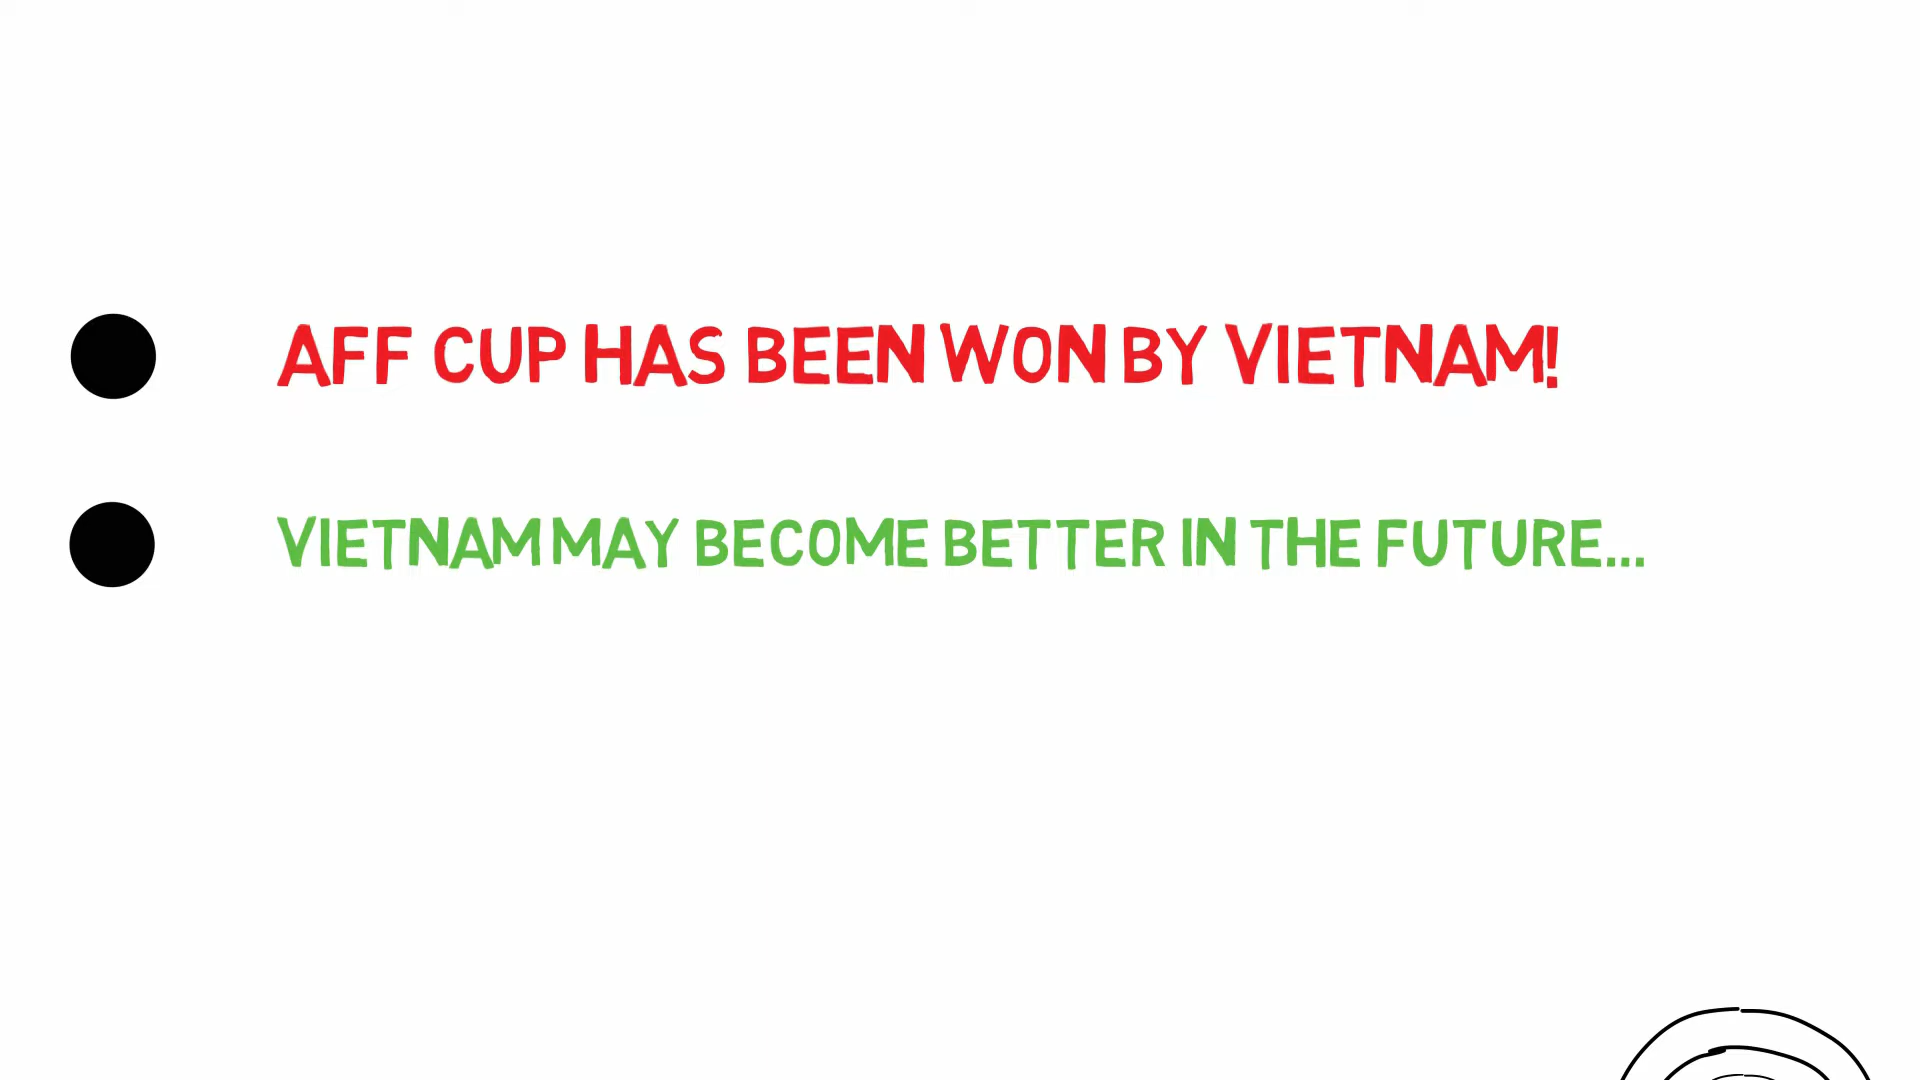 AFF CUP HAS BEEN WON BY VIETNAM!
VIETNAM MAY BECOME BETTER IN THE FUTURE...